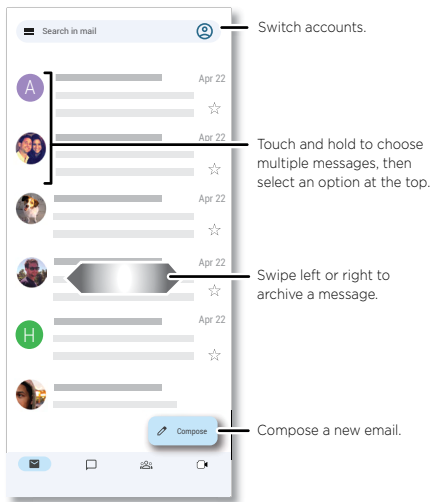 Search in mail
Switch accounts.
A
Apr 22
Apr 22
Touch and hold to choose
multiple messages, then
select an option at the top.
Apr 22
Apr 22
Swipe left or right to
archive a message.
H
Apr 22
Compose
Compose a new email.